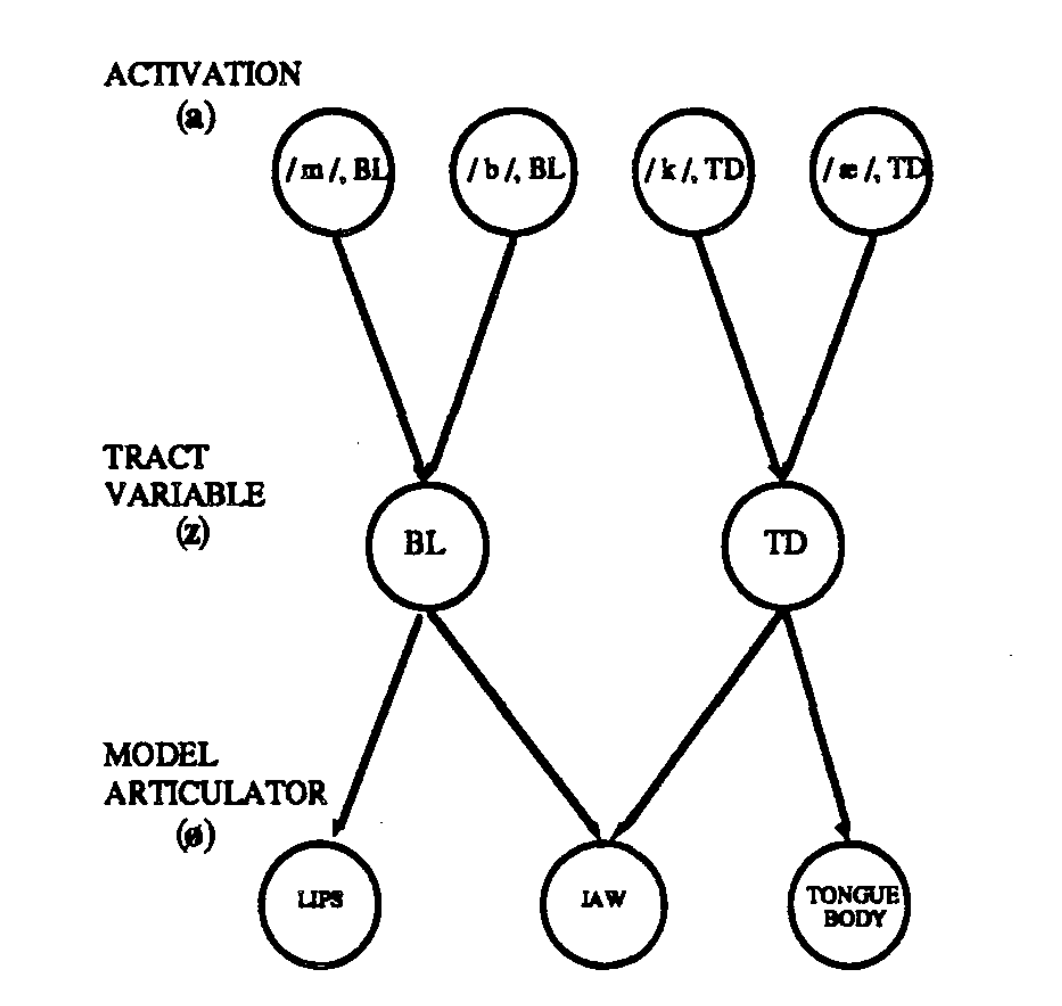 ACTIVATION
(a)
/m/, BL
/b/, BL
/k/, TD
/æ/, TD
TRACT
VARIABLE
(z)
BL
TD
MODEL
ARTICULATOR
(ø)
LIPS
JAW
TONGUE
BODY